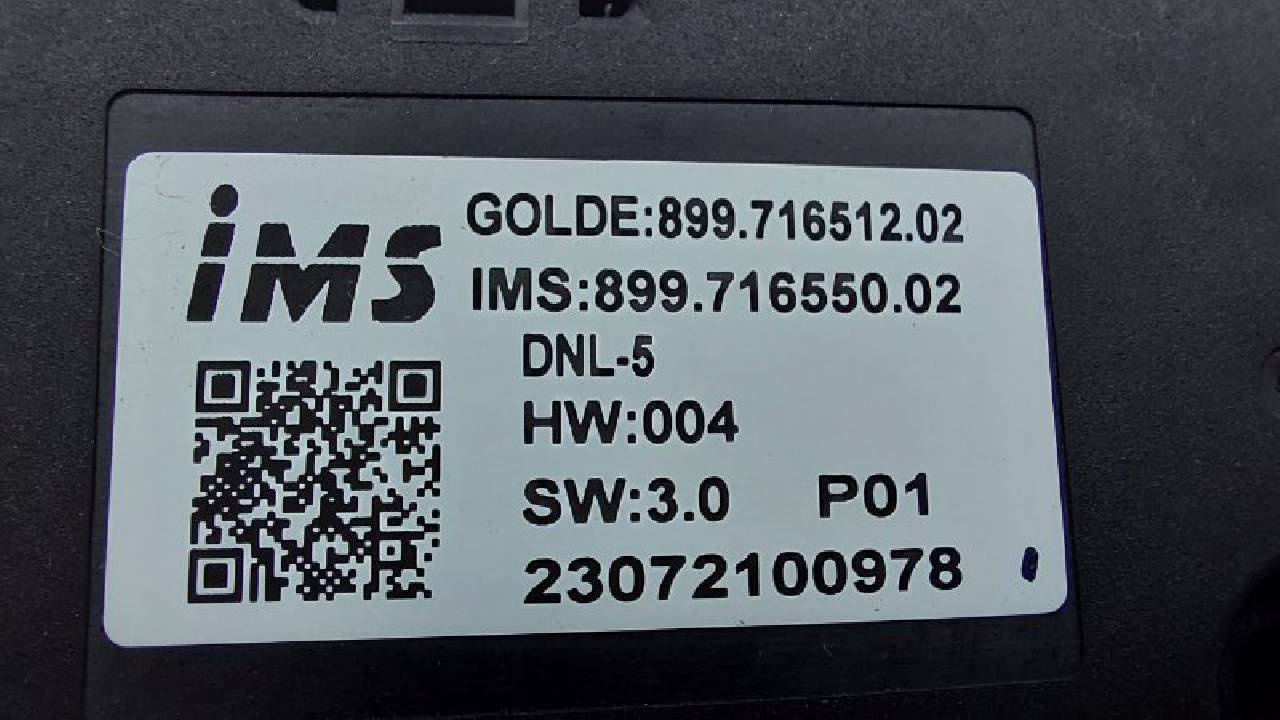 iMS
GOLDE:899.716512.02
IMS:899.716550.02
DNL-5
HW:004
SW:3.0 P01
23072100978